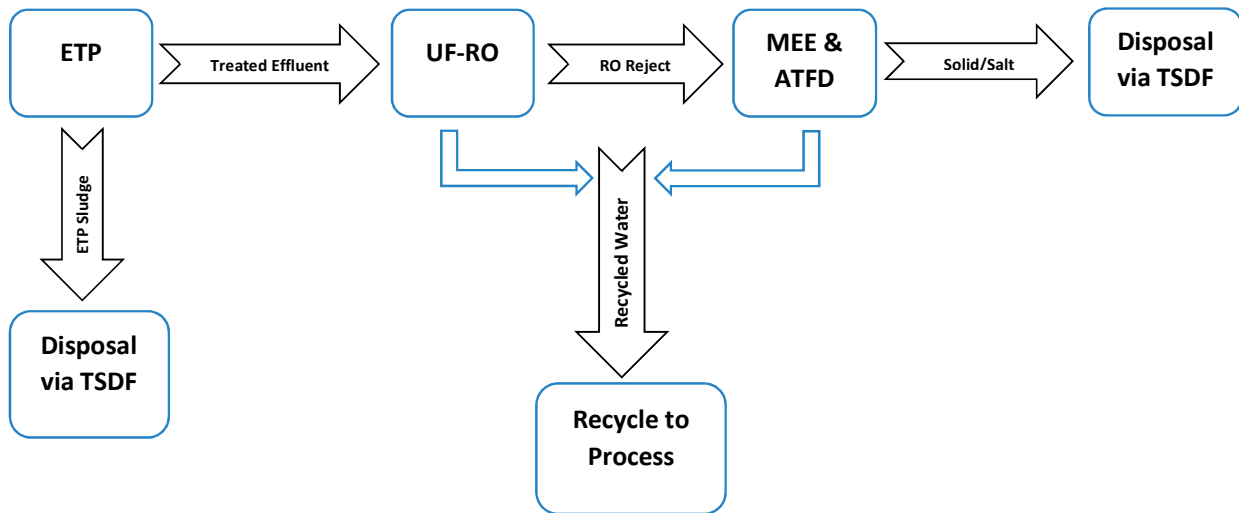 ETP
Treated Effluent
UF-RO
RO Reject
MEE &
ATFD
Solid/Salt
Disposal
via TSDF
ETP Sludge
Recycled Water
Disposal
via TSDF
Recycle to
Process